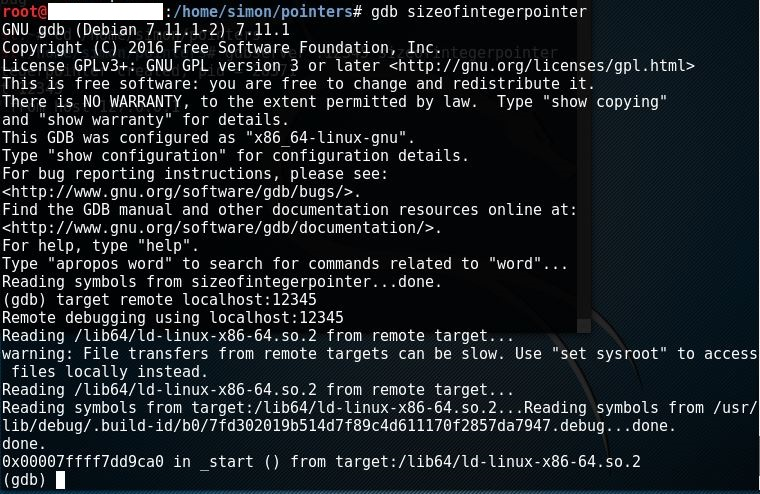 root@ :/home/simon/pointers# gdb sizeofintegerpointer
GNU gdb (Debian 7.11.1-2) 7.11.1
Copyright (C) 2016 Free Software Foundation, Inc.
License GPLv3+: GNU GPL version 3 or later <http://gnu.org/licenses/gpl.html>
This is free software: you are free to change and redistribute it.
There is NO WARRANTY, to the extent permitted by law.  Type "show copying"
and "show warranty" for details.
This GDB was configured as "x86_64-linux-gnu".
Type "show configuration" for configuration details.
For bug reporting instructions, please see:
<http://www.gnu.org/software/gdb/bugs/>.
Find the GDB manual and other documentation resources online at:
<http://www.gnu.org/software/gdb/documentation/>.
For help, type "help".
Type "apropos word" to search for commands related to "word"...
Reading symbols from sizeofintegerpointer...done.
(gdb) target remote localhost:12345
Remote debugging using localhost:12345
Reading /lib64/ld-linux-x86-64.so.2 from remote target...
warning: File transfers from remote targets can be slow. Use "set sysroot" to access
 files locally instead.
Reading /lib64/ld-linux-x86-64.so.2 from remote target...
Reading symbols from target:/lib64/ld-linux-x86-64.so.2...Reading symbols from /usr/
lib/debug/.build-id/b0/7fd302019b514d7f89c4d611170f2857da7947.debug...done.
done.
0x00007ffff7dd9ca0 in _start () from target:/lib64/ld-linux-x86-64.so.2
(gdb)